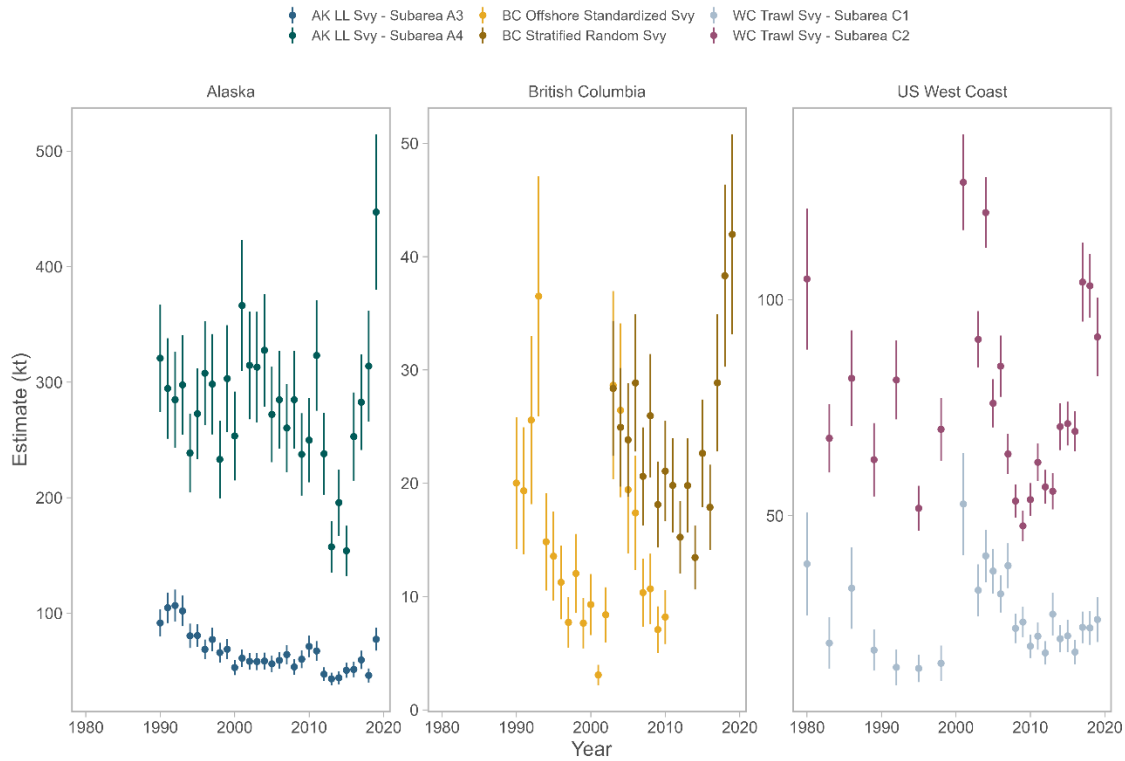 AK LL Svy - Subarea A3 BC Offshore Standardized Svy WC Trawl Svy - Subarea C1
AK LL Svy - Subarea A4 BC Stratified Random Svy WC Trawl Svy - Subarea C2
Alaska British Columbia US West Coast
Estimate (kt)
500
400
300
200
100
50
40
30
20
10
0
100
50
1980 1990 2000 2010 2020 1980 1990 2000 2010 2020 1980 1990 2000 2010 2020
Year